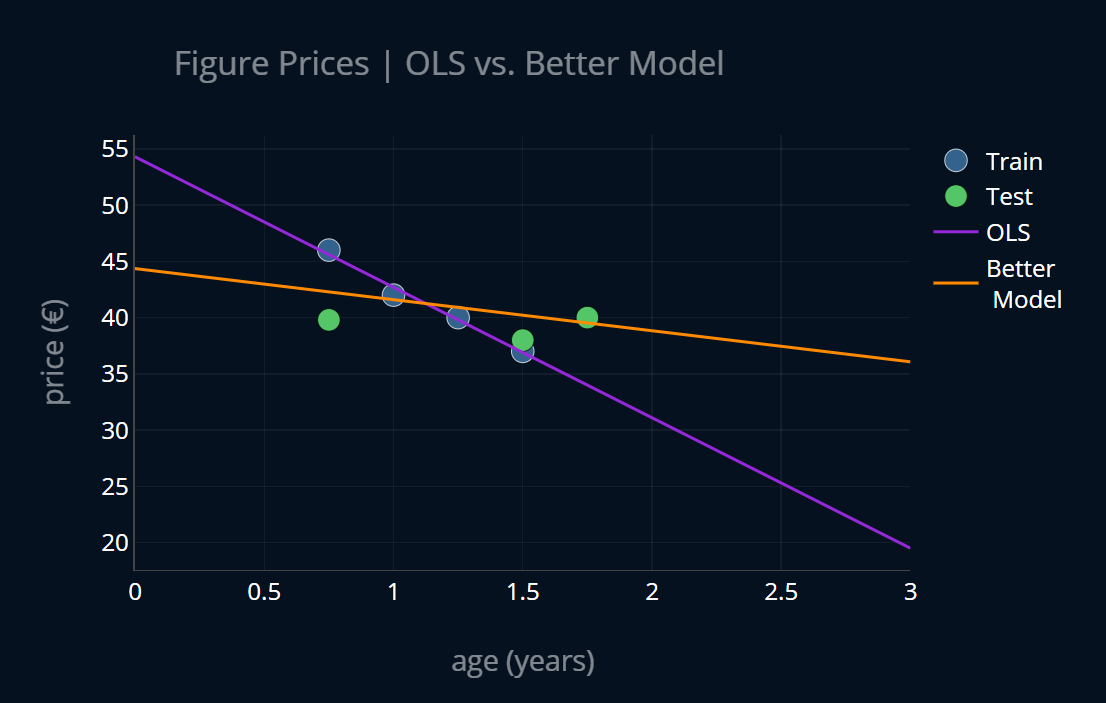 Figure Prices | OLS vs. Better Model
55
50
45
40
35
30
25
20
price (€)
0 0.5 1 1.5 2 2.5 3
age (years)
Train
Test
OLS
Better
Model